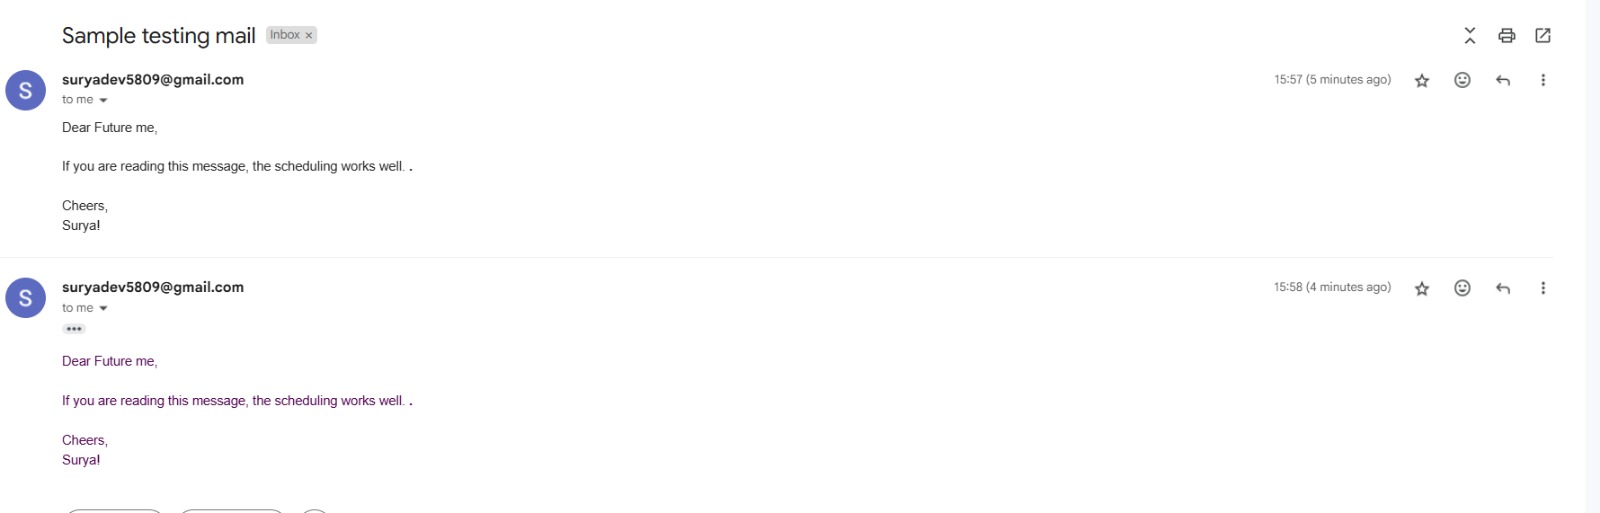 Sample testing mail Inbox ×
S suryadev5809@gmail.com 15:57 (5 minutes ago)
to me
Dear Future me,
If you are reading this message, the scheduling works well. .
Cheers,
Surya!
S suryadev5809@gmail.com 15:58 (4 minutes ago)
to me
•••
Dear Future me,
If you are reading this message, the scheduling works well. .
Cheers,
Surya!